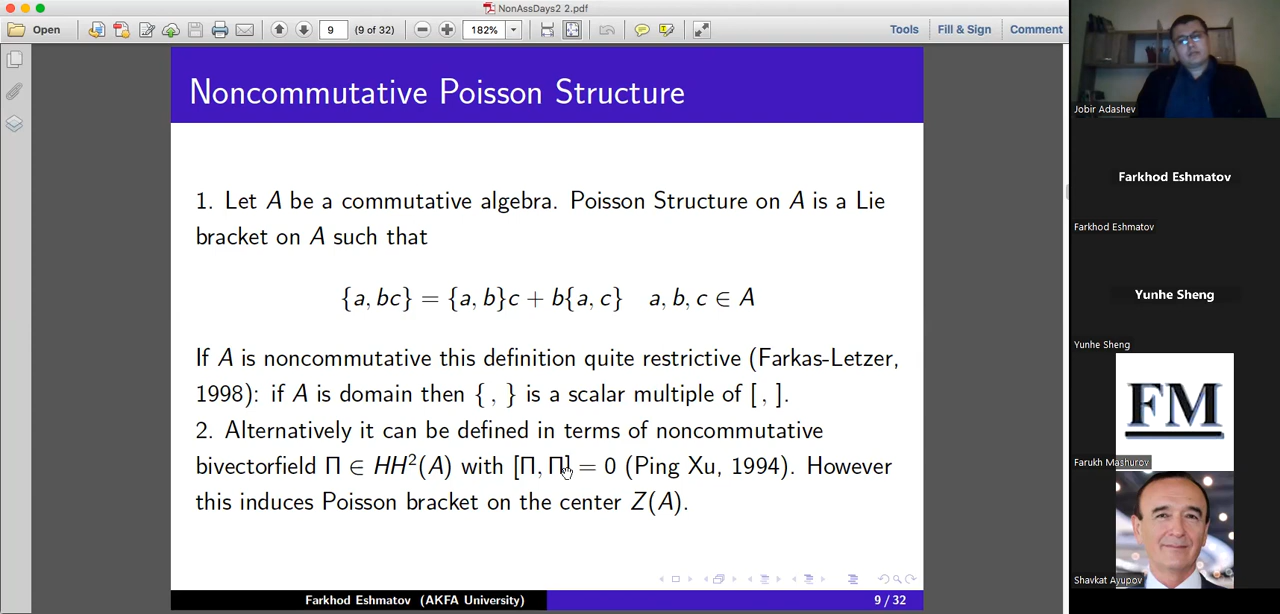 NonAssDays2 2.pdf
Open
9
(9 of 32)
182%
Tools
Fill & Sign
Comment
Noncommutative Poisson Structure
1. Let A be a commutative algebra. Poisson Structure on A is a Lie
bracket on A such that
{a, bc} = {a, b}c + b{a, c}  a, b, c ∈ A
If A is noncommutative this definition quite restrictive (Farkas-Letzer,
1998): if A is domain then { , } is a scalar multiple of [ , ].
2. Alternatively it can be defined in terms of noncommutative
bivectorfield Π ∈ HH²(A) with [Π, Π] = 0 (Ping Xu, 1994). However
this induces Poisson bracket on the center Z(A).
Farkhod Eshmatov (AKFA University)
9 / 32
Jobir Adashev
Farkhod Eshmatov
Farkhod Eshmatov
Yunhe Sheng
Yunhe Sheng
FM
Farukh Mashurov
Shavkat Ayupov